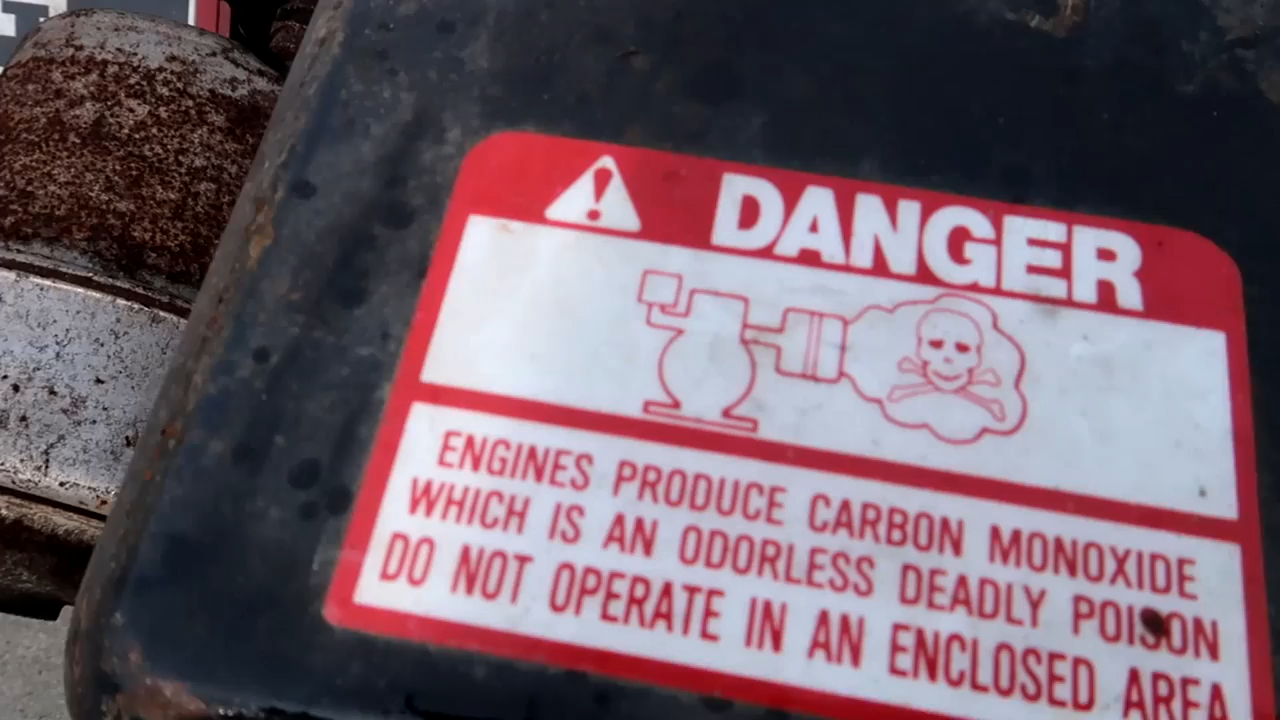 DANGER
ENGINES PRODUCE CARBON MONOXIDE
WHICH IS AN ODORLESS DEADLY POISON
DO NOT OPERATE IN AN ENCLOSED AREA